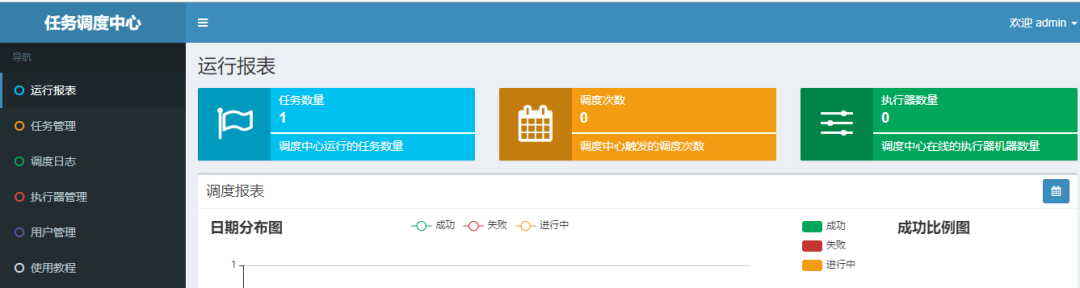 任务调度中心
欢迎 admin
导航
运行报表
任务管理
调度日志
执行器管理
用户管理
使用教程
运行报表
任务数量
1
调度中心运行的任务数量
调度次数
0
调度中心触发的调度次数
执行器数量
0
调度中心在线的执行器机器数量
调度报表
日期分布图
成功 失败 进行中
1
成功
失败
进行中
成功比例图